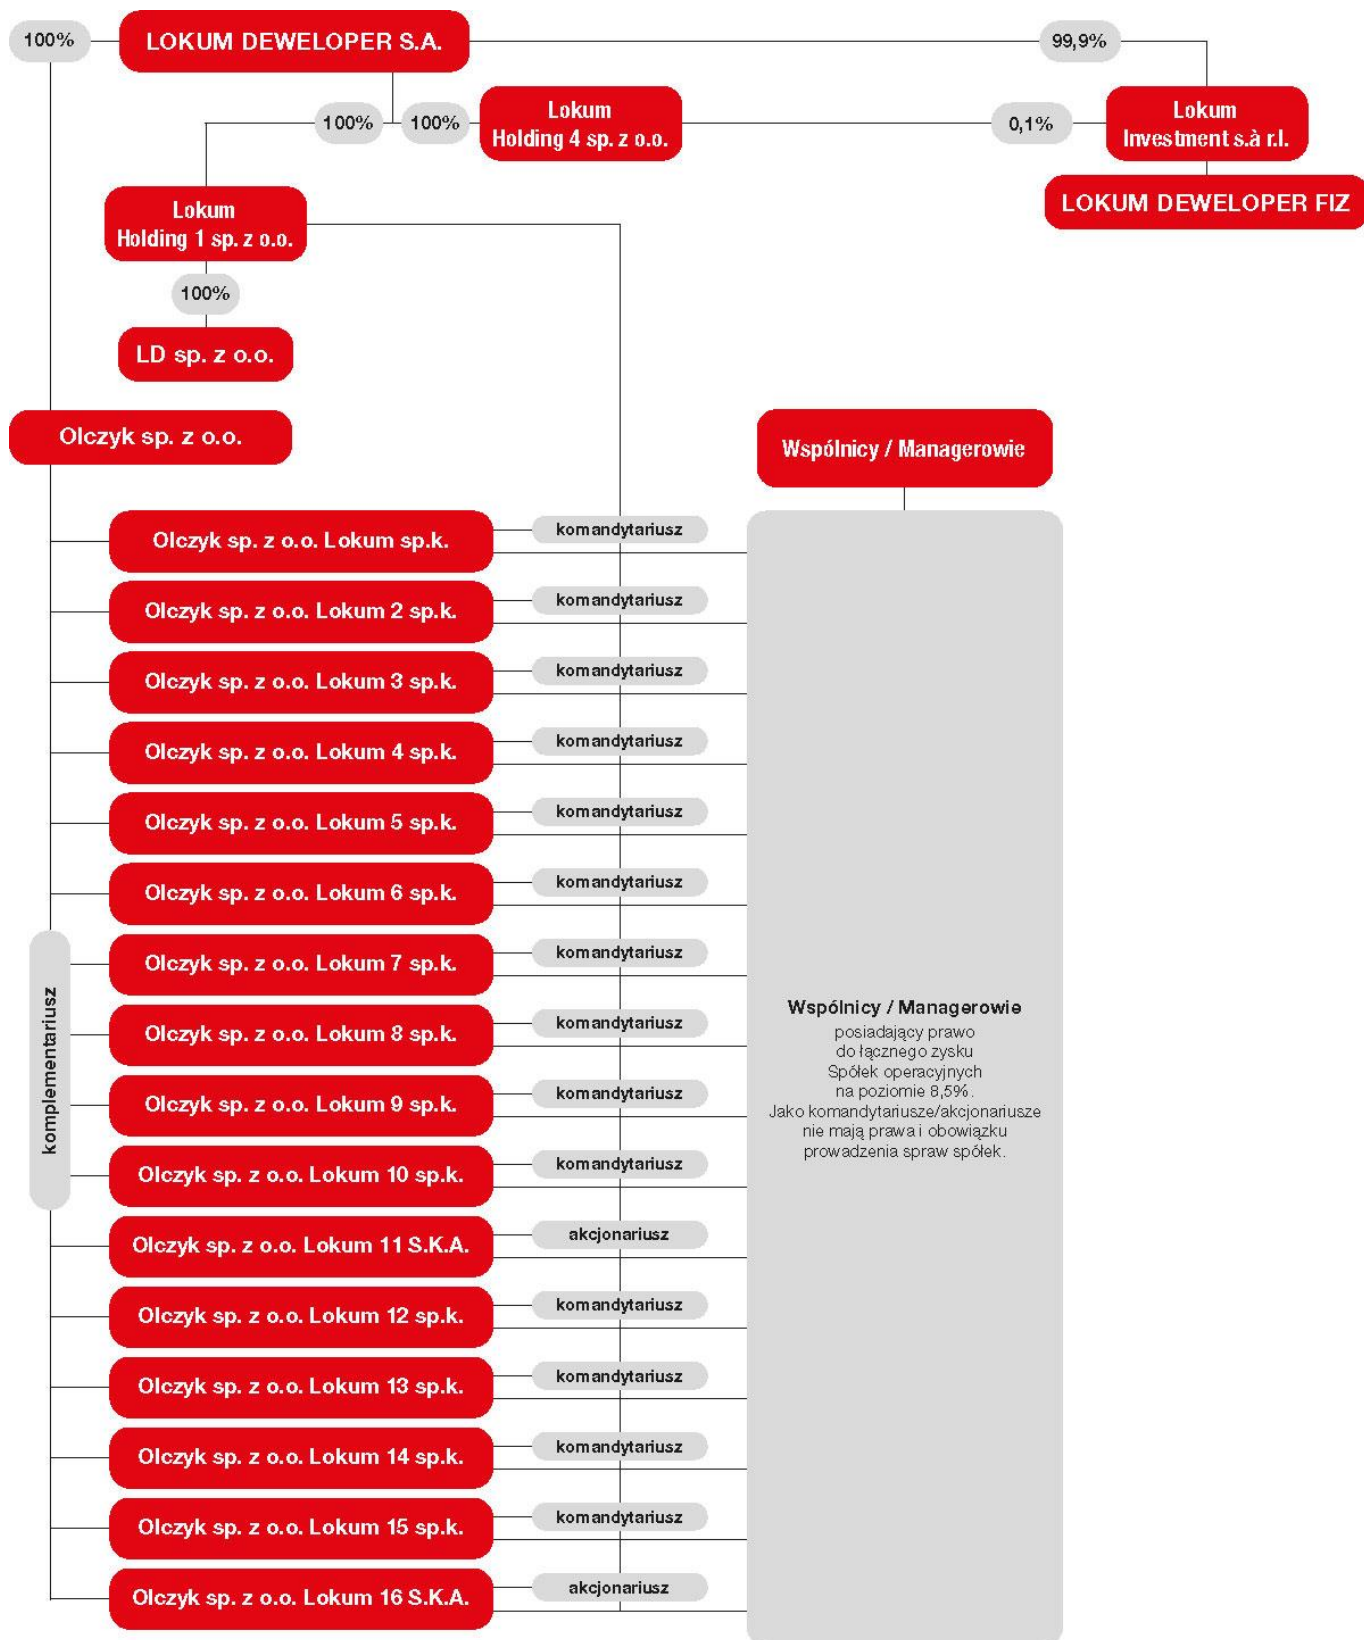 100%
LOKUM DEWELOPER S.A.
99,9%
100%
100%
Lokum
Holding 4 sp. z o.o.
0,1%
Lokum
Investment s.à r.l.
LOKUM DEWELOPER FIZ
Lokum
Holding 1 sp. z o.o.
100%
LD sp. z o.o.
Olczyk sp. z o.o.
Wspólnicy / Managerowie
Olczyk sp. z o.o. Lokum sp.k.
komandytariusz
Olczyk sp. z o.o. Lokum 2 sp.k.
komandytariusz
Olczyk sp. z o.o. Lokum 3 sp.k.
komandytariusz
Olczyk sp. z o.o. Lokum 4 sp.k.
komandytariusz
Olczyk sp. z o.o. Lokum 5 sp.k.
komandytariusz
Olczyk sp. z o.o. Lokum 6 sp.k.
komandytariusz
Olczyk sp. z o.o. Lokum 7 sp.k.
komandytariusz
Olczyk sp. z o.o. Lokum 8 sp.k.
komandytariusz
Olczyk sp. z o.o. Lokum 9 sp.k.
komandytariusz
Olczyk sp. z o.o. Lokum 10 sp.k.
komandytariusz
Olczyk sp. z o.o. Lokum 11 S.K.A.
akcjonariusz
Olczyk sp. z o.o. Lokum 12 sp.k.
komandytariusz
Olczyk sp. z o.o. Lokum 13 sp.k.
komandytariusz
Olczyk sp. z o.o. Lokum 14 sp.k.
komandytariusz
Olczyk sp. z o.o. Lokum 15 sp.k.
komandytariusz
Olczyk sp. z o.o. Lokum 16 S.K.A.
akcjonariusz
komplementariusz
Wspólnicy / Managerowie
posiadający prawo
do łącznego zysku
Spółek operacyjnych
na poziomie 8,5%.
Jako komandytariusze/akcjonariusze
nie mają prawa i obowiązku
prowadzenia spraw spółek.